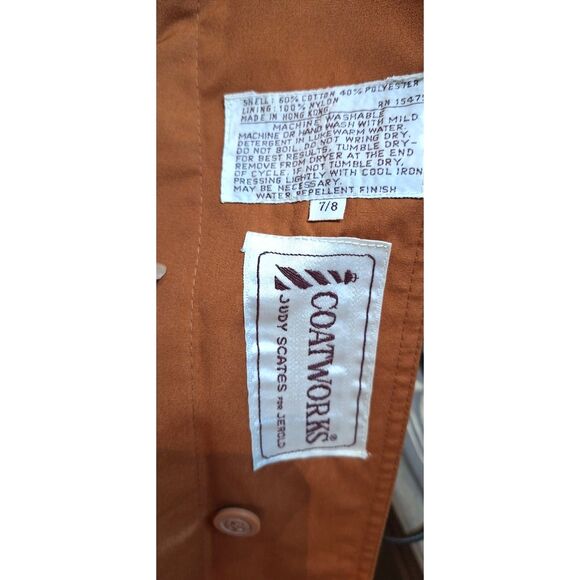 SHELL: 60% COTTON 40% POLYESTER
LINING: 100% NYLON
MADE IN HONG KONG RN 15475
MACHINE WASHABLE
MACHINE OR HAND WASH WITH MILD
DETERGENT IN LUKEWARM WATER.
DO NOT BOIL. DO NOT WRING DRY.
FOR BEST RESULTS, TUMBLE DRY-
REMOVE FROM DRYER AT THE END
OF CYCLE. IF NOT TUMBLE DRY,
PRESSING LIGHTLY WITH COOL IRON
MAY BE NECESSARY.
WATER REPELLENT FINISH
7/8
COATWORKS®
JUDY SCATES FOR JEROLD